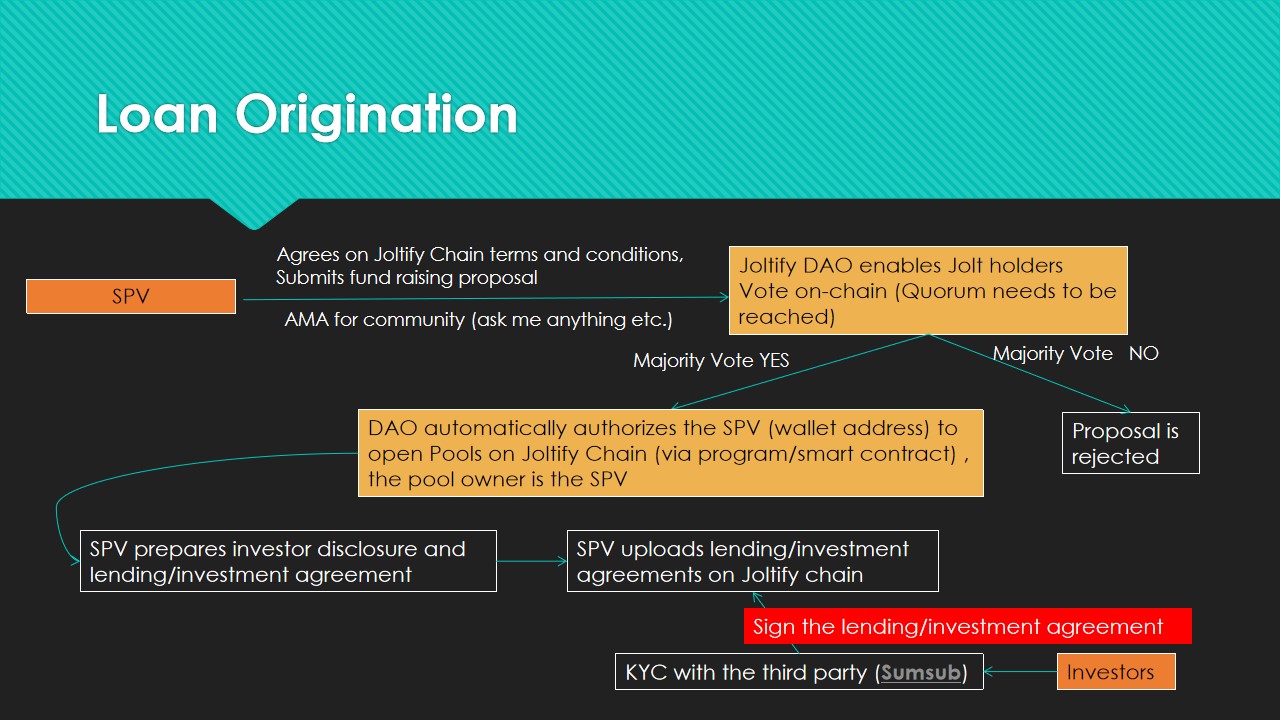 Loan Origination
Agrees on Joltify Chain terms and conditions,
Submits fund raising proposal
SPV
AMA for community (ask me anything etc.)
Joltify DAO enables Jolt holders
Vote on-chain (Quorum needs to be
reached)
Majority Vote YES
Majority Vote NO
DAO automatically authorizes the SPV (wallet address) to
open Pools on Joltify Chain (via program/smart contract) ,
the pool owner is the SPV
Proposal is
rejected
SPV prepares investor disclosure and
lending/investment agreement
SPV uploads lending/investment
agreements on Joltify chain
Sign the lending/investment agreement
KYC with the third party (Sumsub)
Investors